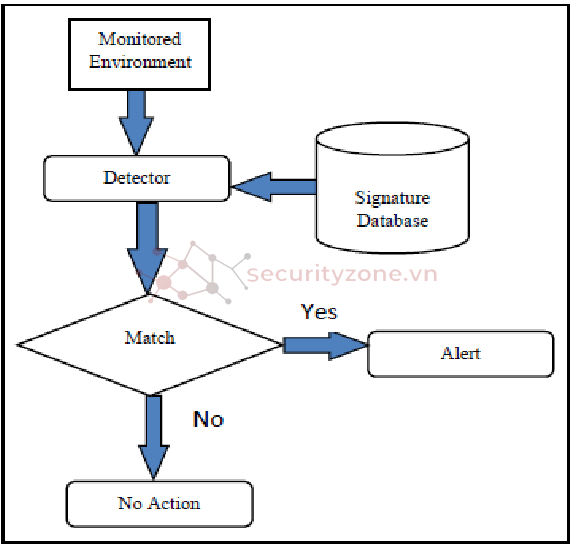 Monitored
Environment
Detector
Signature
Database
securityzone.vn
Match
Yes
Alert
No
No Action